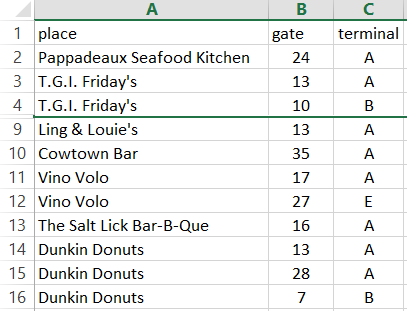 A B C
1 place gate terminal
2 Pappadeaux Seafood Kitchen 24 A
3 T.G.I. Friday's 13 A
4 T.G.I. Friday's 10 B
9 Ling & Louie's 13 A
10 Cowtown Bar 35 A
11 Vino Volo 17 A
12 Vino Volo 27 E
13 The Salt Lick Bar-B-Que 16 A
14 Dunkin Donuts 13 A
15 Dunkin Donuts 28 A
16 Dunkin Donuts 7 B